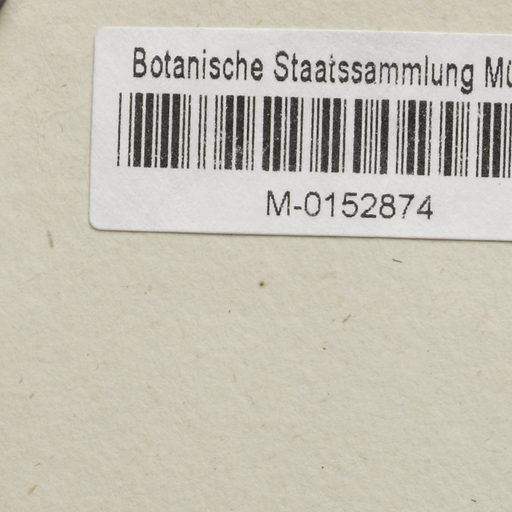 Botanische Staatssammlung Mü
M-0152874